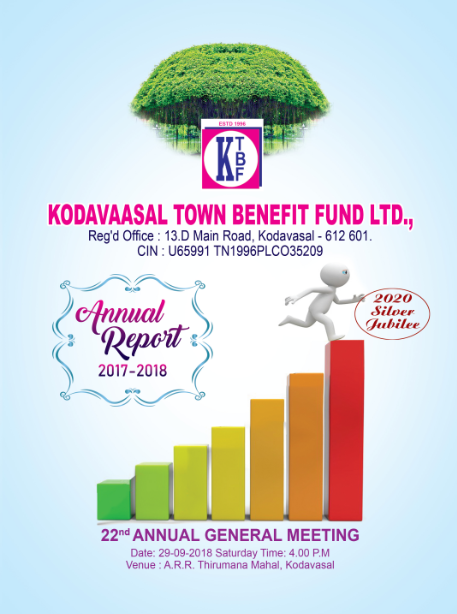 ESTD 1996
K T B F
KODAVAASAL TOWN BENEFIT FUND LTD.,
Reg'd Office : 13.D Main Road, Kodavasal - 612 601.
CIN : U65991 TN1996PLCO35209
Annual
Report
2017-2018
2020
Silver
Jubilee
22nd ANNUAL GENERAL MEETING
Date: 29-09-2018 Saturday Time: 4.00 P.M
Venue : A.R.R. Thirumana Mahal, Kodavasal